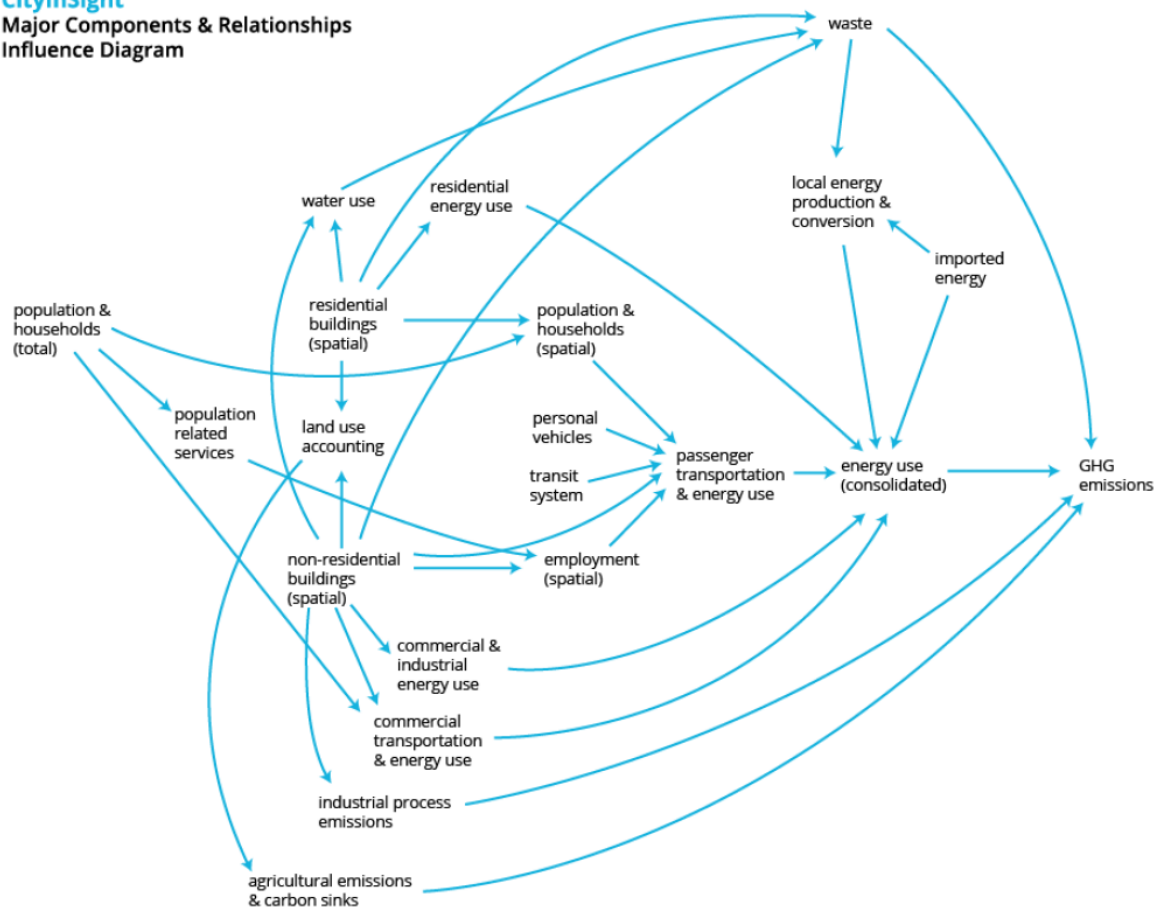 CityInSight
Major Components & Relationships
Influence Diagram
waste
water use
residential
energy use
local energy
production &
conversion
imported
energy
population &
households
(total)
residential
buildings
(spatial)
population &
households
(spatial)
population
related
services
land use
accounting
personal
vehicles
transit
system
passenger
transportation
& energy use
energy use
(consolidated)
GHG
emissions
non-residential
buildings
(spatial)
employment
(spatial)
commercial &
industrial
energy use
commercial
transportation
& energy use
industrial process
emissions
agricultural emissions
& carbon sinks